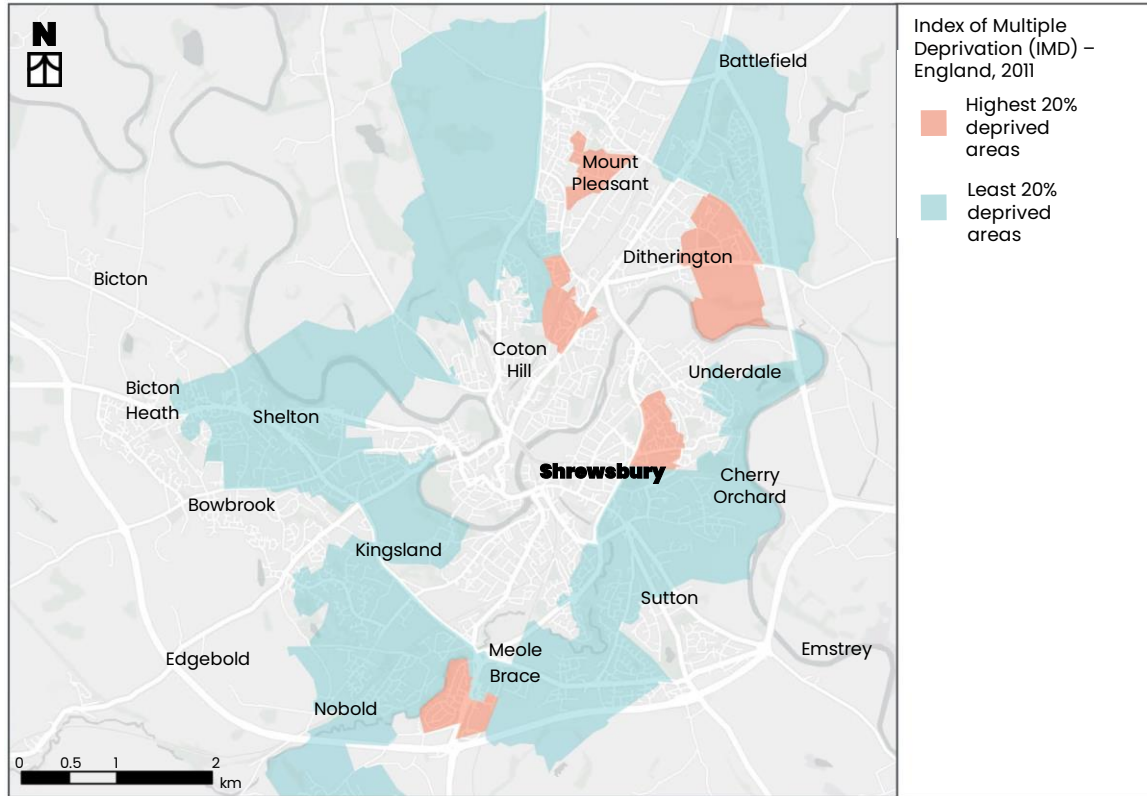 N
Battlefield
Mount
Pleasant
Ditherington
Bicton
Coton
Hill
Underdale
Bicton
Heath
Shelton
Shrewsbury
Cherry
Orchard
Bowbrook
Kingsland
Sutton
Meole
Brace
Emstrey
Edgebold
Nobold
0 0.5 1 2
km
Index of Multiple
Deprivation (IMD) –
England, 2011
Highest 20%
deprived
areas
Least 20%
deprived
areas